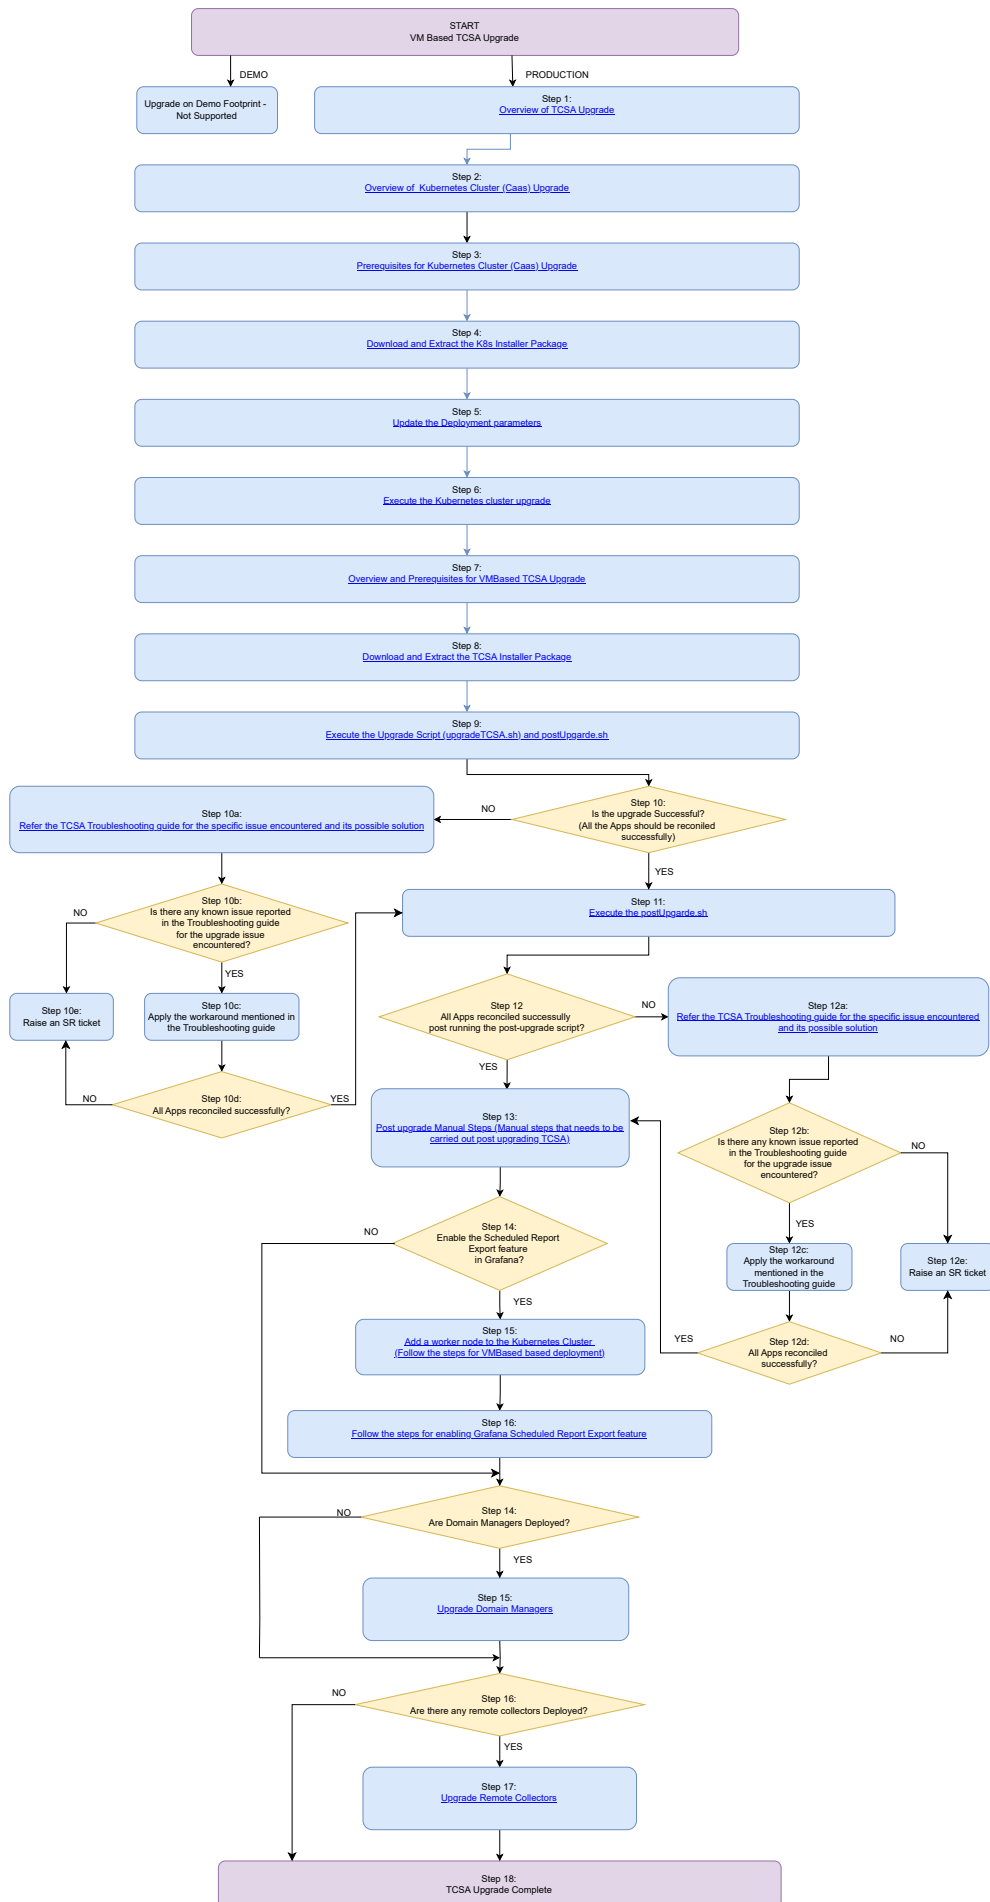 START
VM Based TCSA Upgrade
DEMO
PRODUCTION
Upgrade on Demo Footprint -
Not Supported
Step 1:
Overview of TCSA Upgrade
Step 2:
Overview of Kubernetes Cluster (Caas) Upgrade
Step 3:
Prerequisites for Kubernetes Cluster (Caas) Upgrade
Step 4:
Download and Extract the K8s Installer Package
Step 5:
Update the Deployment parameters
Step 6:
Execute the Kubernetes cluster upgrade
Step 7:
Overview and Prerequisites for VMBased TCSA Upgrade
Step 8:
Download and Extract the TCSA Installer Package
Step 9:
Execute the Upgrade Script (upgradeTCSA.sh) and postUpgarde.sh
Step 10:
Is the upgrade Successful?
(All the Apps should be reconiled
successfully)
NO
YES
Step 10a:
Refer the TCSA Troubleshooting guide for the specific issue encountered and its possible solution
Step 10b:
Is there any known issue reported
in the Troubleshooting guide
for the upgrade issue
encountered?
NO
YES
Step 10e:
Raise an SR ticket
Step 10c:
Apply the workaround mentioned in
the Troubleshooting guide
Step 10d:
All Apps reconciled successfully?
NO
YES
Step 11:
Execute the postUpgarde.sh
Step 12
All Apps reconciled successfully
post running the post-upgrade script?
NO
YES
Step 12a:
Refer the TCSA Troubleshooting guide for the specific issue encountered
and its possible solution
Step 12b:
Is there any known issue reported
in the Troubleshooting guide
for the upgrade issue
encountered?
NO
YES
Step 12c:
Apply the workaround
mentioned in the
Troubleshooting guide
Step 12e:
Raise an SR ticket
Step 12d:
All Apps reconciled
successfully?
YES
NO
Step 13:
Post upgrade Manual Steps (Manual steps that needs to be
carried out post upgrading TCSA)
Step 14:
Enable the Scheduled Report
Export feature
in Grafana?
NO
YES
Step 15:
Add a worker node to the Kubernetes Cluster
(Follow the steps for VMBased based deployment)
Step 16:
Follow the steps for enabling Grafana Scheduled Report Export feature
Step 14:
Are Domain Managers Deployed?
NO
YES
Step 15:
Upgrade Domain Managers
Step 16:
Are there any remote collectors Deployed?
NO
YES
Step 17:
Upgrade Remote Collectors
Step 18:
TCSA Upgrade Complete